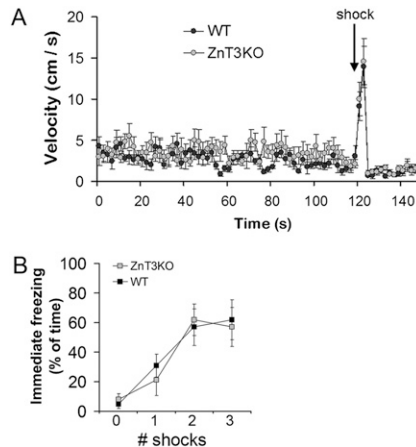 A
shock
WT
ZnT3KO
Velocity (cm / s)
20
15
10
5
0
0 20 40 60 80 100 120 140
Time (s)
B
ZnT3KO
WT
Immediate freezing
(% of time)
100
80
60
40
20
0
0 1 2 3
# shocks